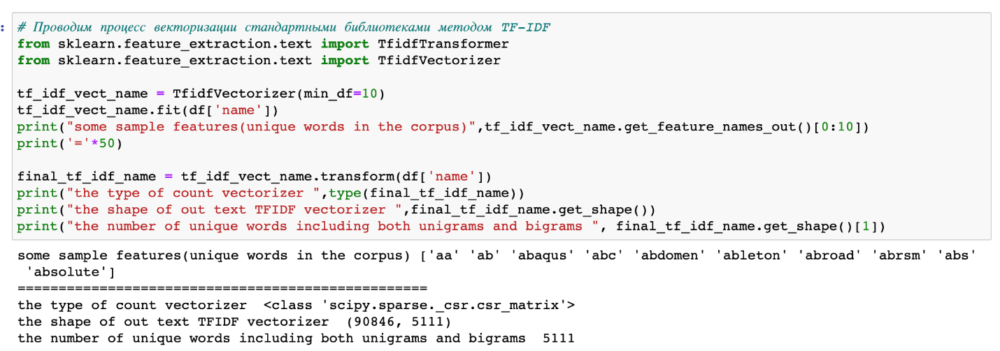 :
# Проводим процесс векторизации стандартными библиотеками методом TF-IDF
from sklearn.feature_extraction.text import TfidfTransformer
from sklearn.feature_extraction.text import TfidfVectorizer
tf_idf_vect_name = TfidfVectorizer(min_df=10)
tf_idf_vect_name.fit(df['name'])
print("some sample features(unique words in the corpus)",tf_idf_vect_name.get_feature_names_out()[0:10])
print('='*50)
final_tf_idf_name = tf_idf_vect_name.transform(df['name'])
print("the type of count vectorizer ",type(final_tf_idf_name))
print("the shape of out text TFIDF vectorizer ",final_tf_idf_name.get_shape())
print("the number of unique words including both unigrams and bigrams ", final_tf_idf_name.get_shape()[1])
some sample features(unique words in the corpus) ['aa' 'ab' 'abaqus' 'abc' 'abdomen' 'ableton' 'abroad' 'abrsm' 'abs'
 'absolute']
==================================================
the type of count vectorizer  <class 'scipy.sparse._csr.csr_matrix'>
the shape of out text TFIDF vectorizer  (90846, 5111)
the number of unique words including both unigrams and bigrams  5111